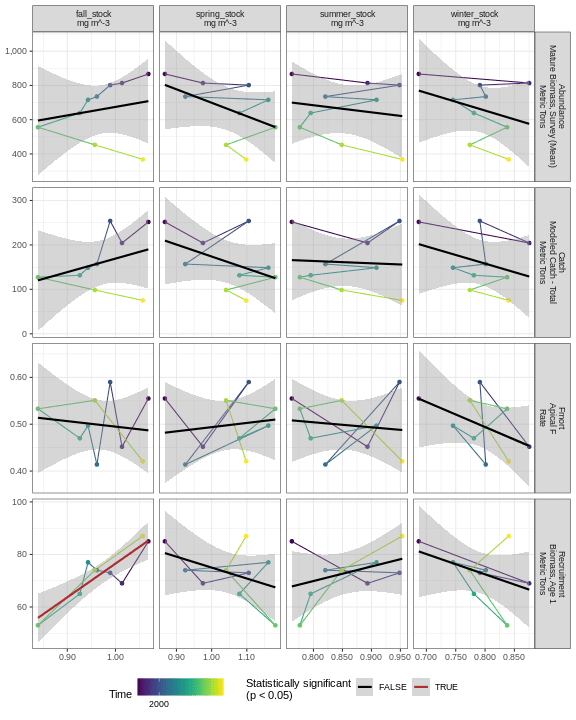 fall_stock
mg m^-3
spring_stock
mg m^-3
summer_stock
mg m^-3
winter_stock
mg m^-3
1,000
800
600
400
Abundance
Mature Biomass, Survey (Mean)
Metric Tons
300
200
100
0
Catch
Modeled Catch - Total
Metric Tons
0.60
0.50
0.40
Fmort
Apical F
Rate
100
80
60
Recruitment
Biomass, Age 1
Metric Tons
0.90
1.00
0.90
1.00
1.10
0.800
0.850
0.900
0.950
0.700
0.750
0.800
0.850
Time
2000
Statistically significant
(p < 0.05)
FALSE
TRUE